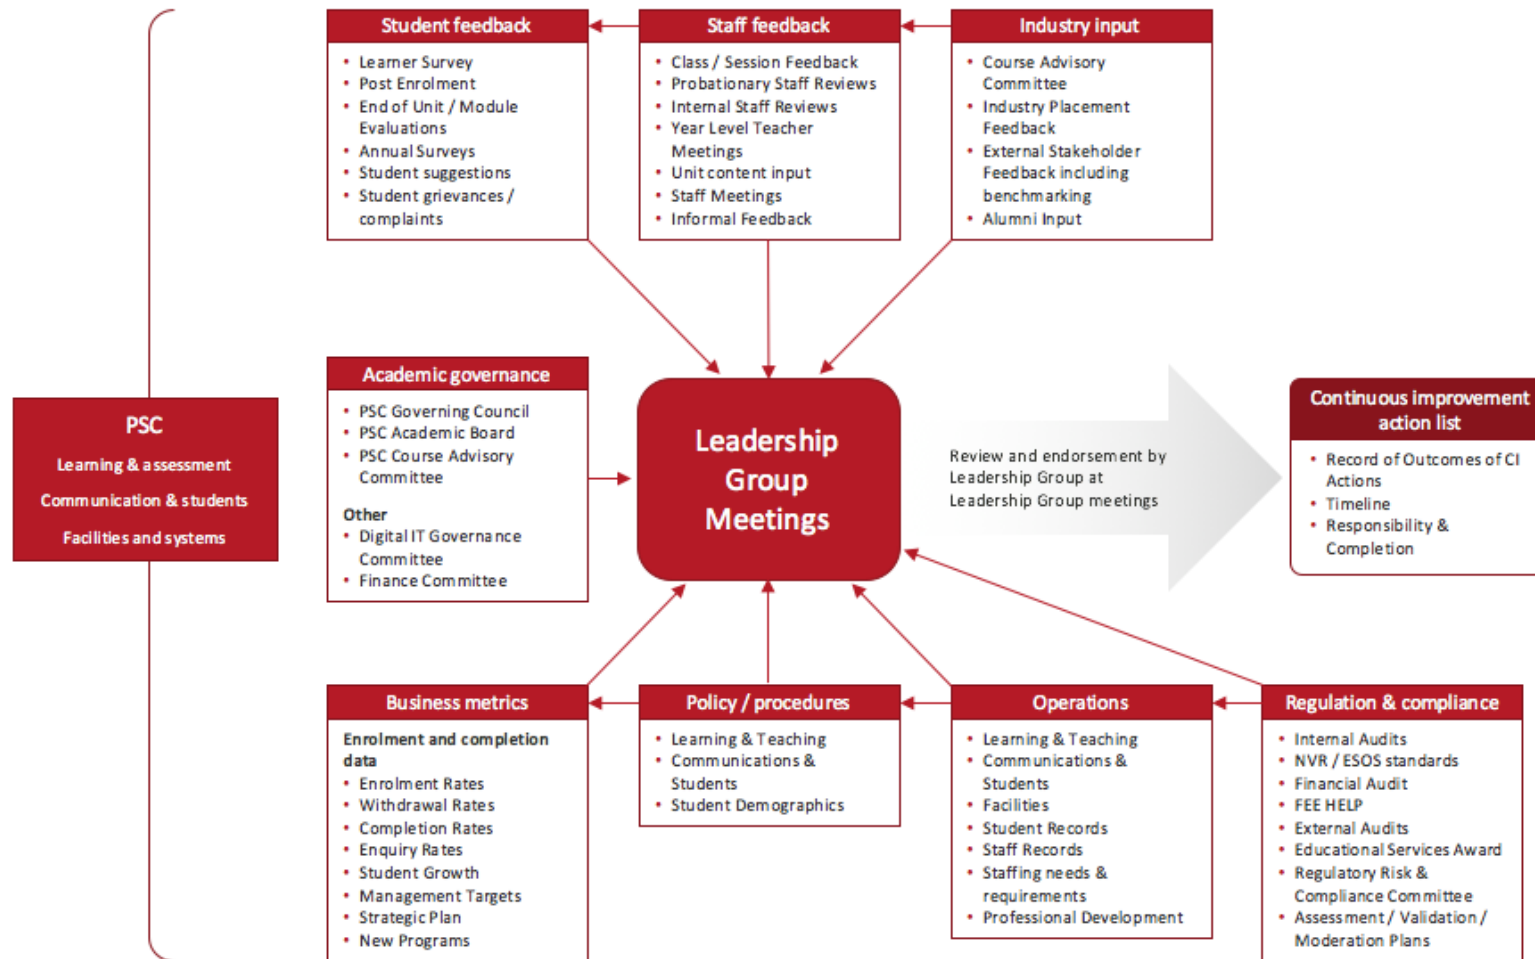 Student feedback
• Learner Survey
• Post Enrolment
• End of Unit / Module
Evaluations
• Annual Surveys
• Student suggestions
• Student grievances /
complaints
Staff feedback
• Class / Session Feedback
• Probationary Staff Reviews
• Internal Staff Reviews
• Year Level Teacher
Meetings
• Unit content input
• Staff Meetings
• Informal Feedback
Industry input
• Course Advisory
Committee
• Industry Placement
Feedback
• External Stakeholder
Feedback including
benchmarking
• Alumni Input
PSC
Learning & assessment
Communication & students
Facilities and systems
Academic governance
• PSC Governing Council
• PSC Academic Board
• PSC Course Advisory
Committee
Other
• Digital IT Governance
Committee
• Finance Committee
Leadership
Group
Meetings
Review and endorsement by
Leadership Group at
Leadership Group meetings
Continuous improvement
action list
• Record of Outcomes of CI
Actions
• Timeline
• Responsibility &
Completion
Business metrics
Enrolment and completion
data
• Enrolment Rates
• Withdrawal Rates
• Completion Rates
• Enquiry Rates
• Student Growth
• Management Targets
• Strategic Plan
• New Programs
Policy / procedures
• Learning & Teaching
• Communications &
Students
• Student Demographics
Operations
• Learning & Teaching
• Communications &
Students
• Facilities
• Student Records
• Staff Records
• Staffing needs &
requirements
• Professional Development
Regulation & compliance
• Internal Audits
• NVR / ESOS standards
• Financial Audit
• FEE HELP
• External Audits
• Educational Services Award
• Regulatory Risk &
Compliance Committee
• Assessment / Validation /
Moderation Plans